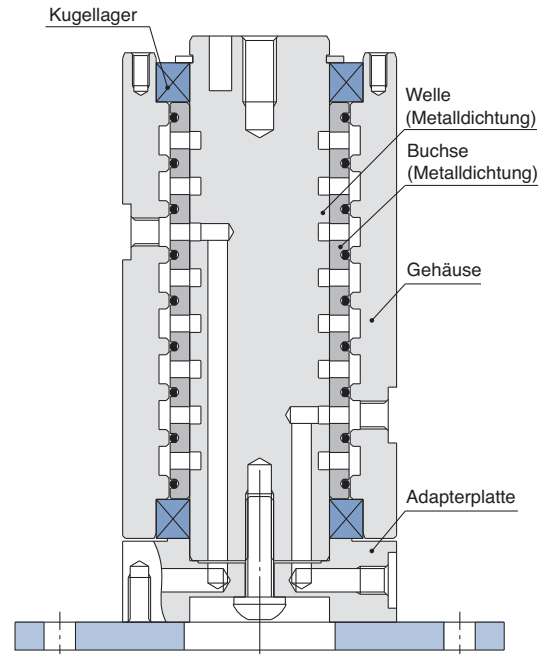 Kugellager
Welle
(Metalldichtung)
Buchse
(Metalldichtung)
Gehäuse
Adapterplatte